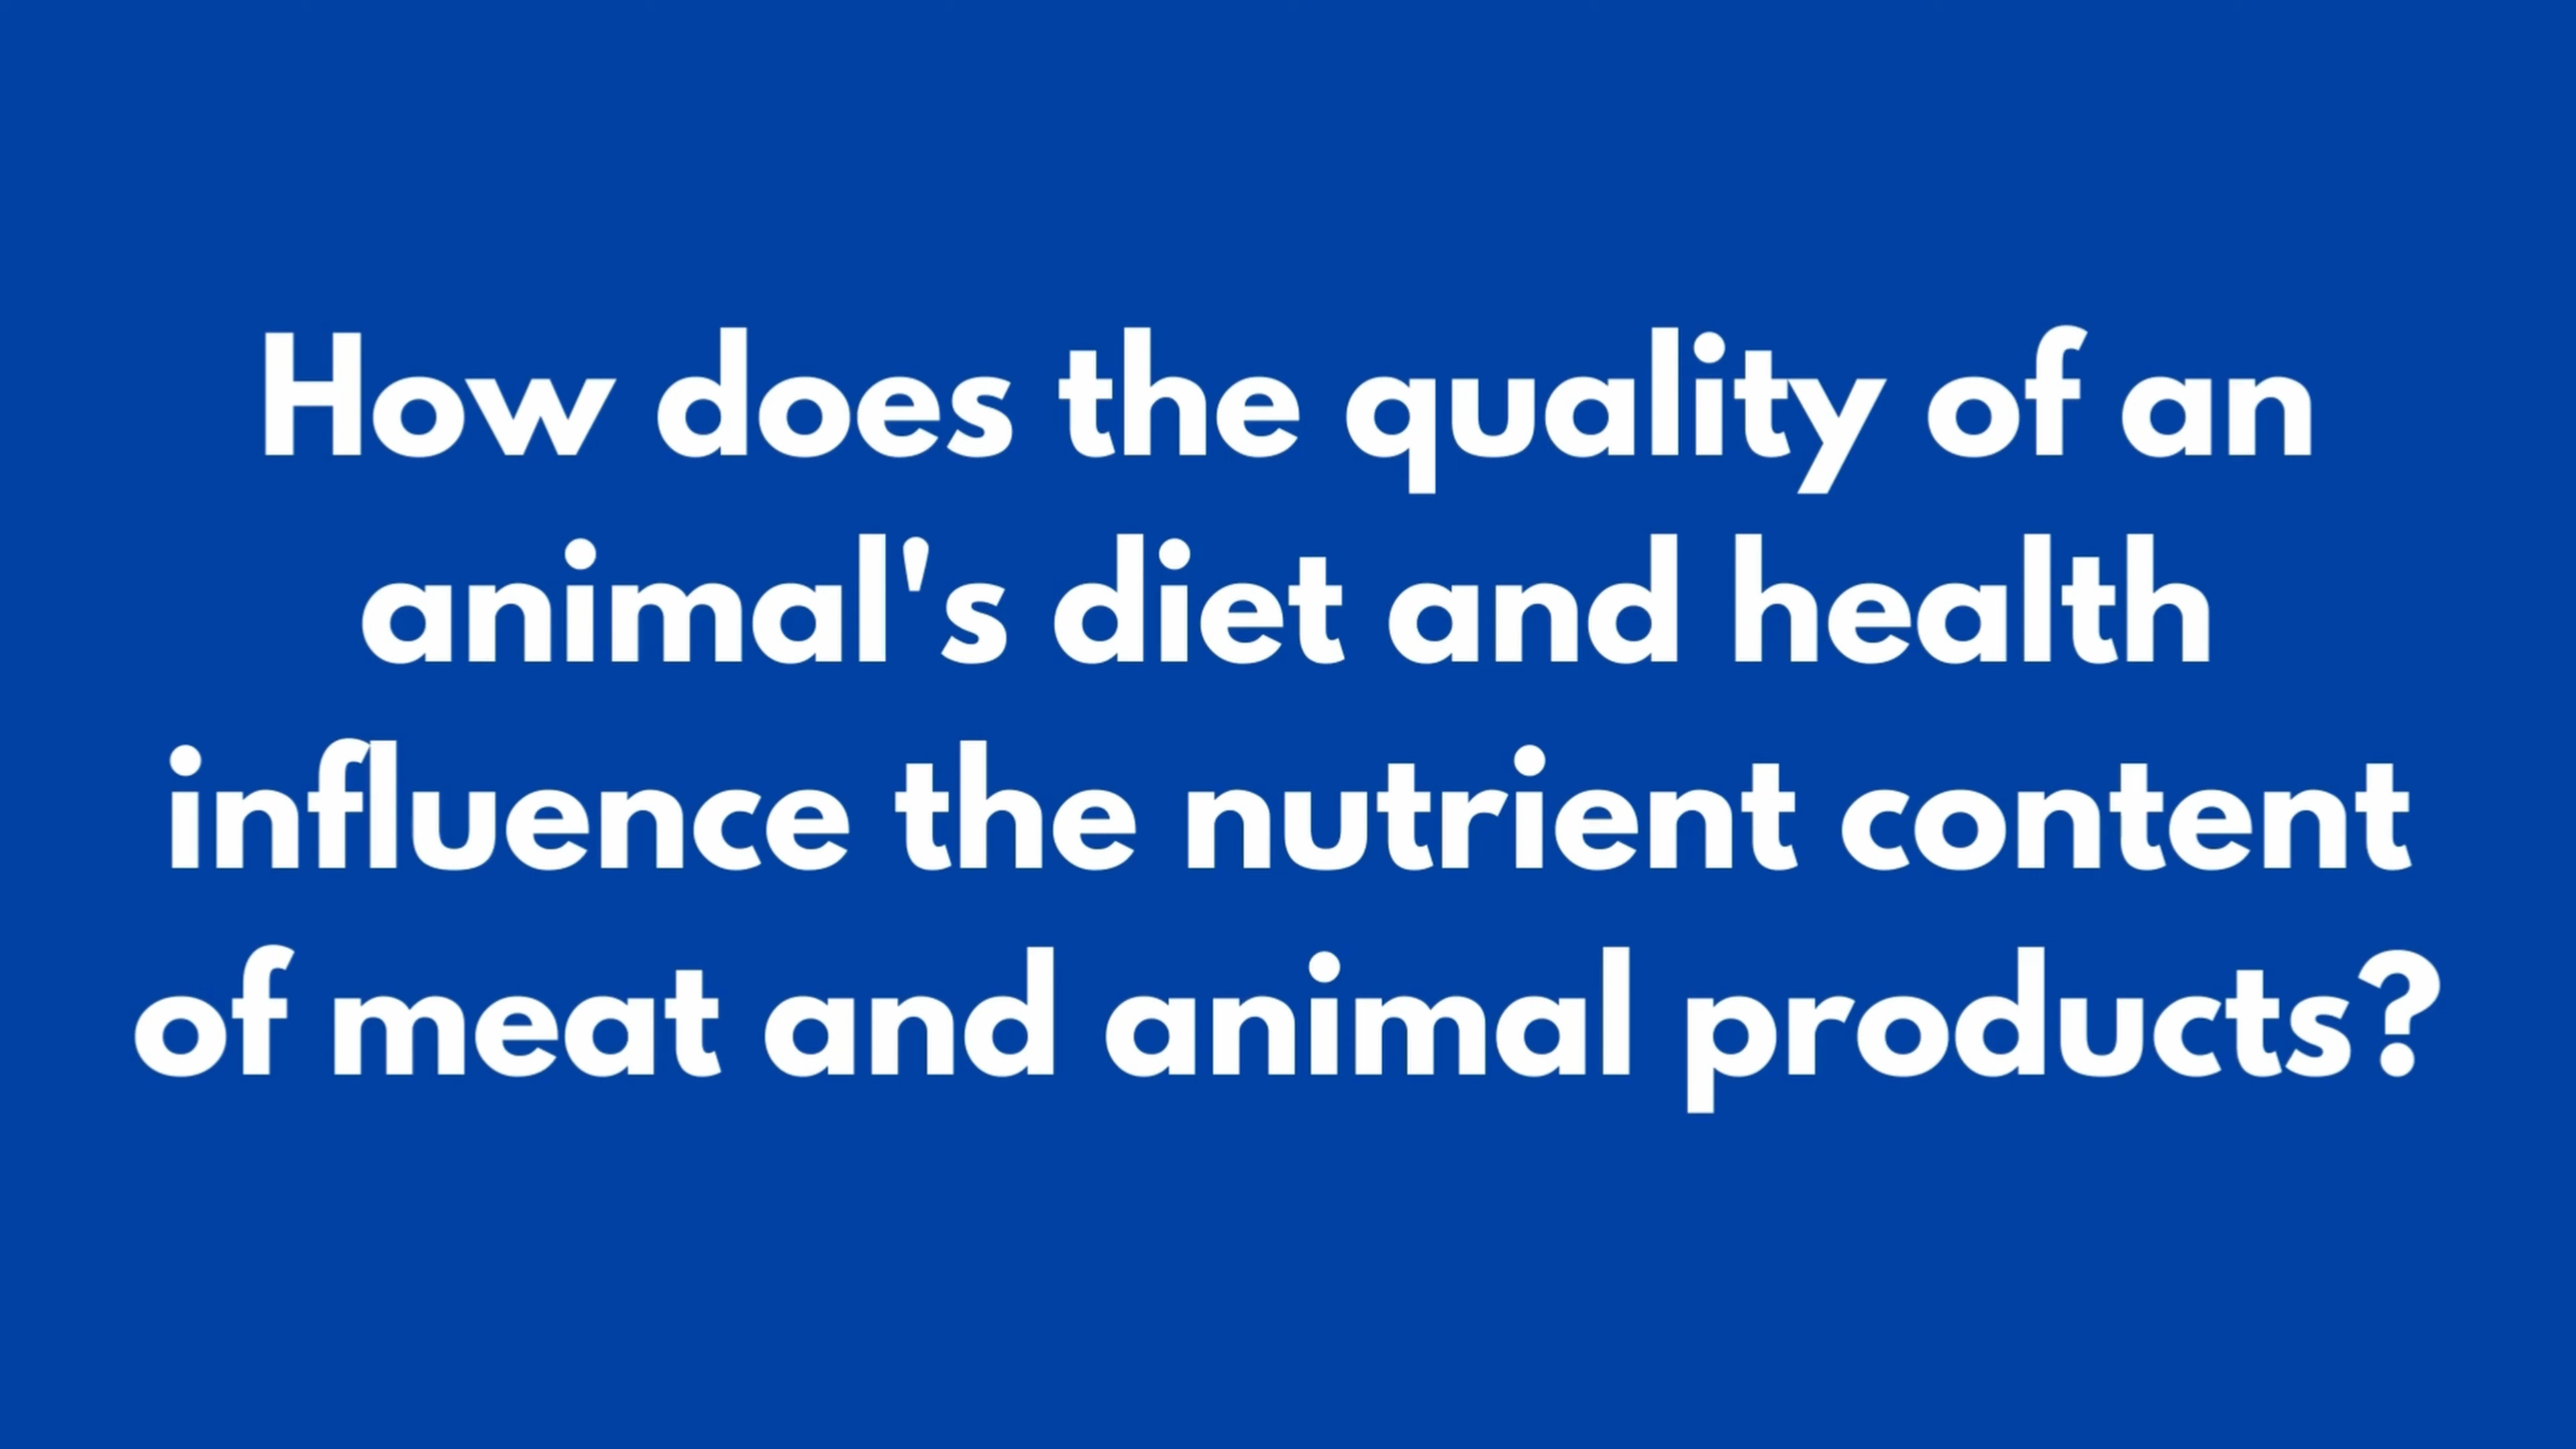 How does the quality of an
animal's diet and health
influence the nutrient content
of meat and animal products?